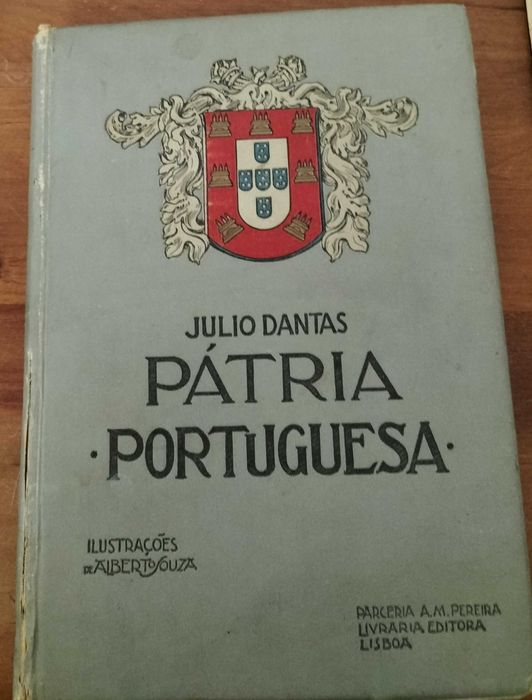 JULIO DANTAS
PÁTRIA
·PORTUGUESA·
ILUSTRAÇÕES
DE ALBERTO SOUZA
PARCERIA A.M. PEREIRA
LIVRARIA EDITORA
LISBOA